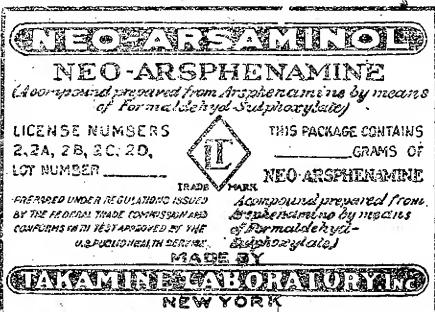 NEO-ARSAMINOL
NEO-ARSPHENAMINE
(A compound prepared from Arsphenamine by means
of Formaldehyd Sulphoxylate)
LICENSE NUMBERS
2, 2A, 2B, 2C, 2D,
LOT NUMBER
LT
TRADE MARK
THIS PACKAGE CONTAINS
GRAMS OF
NEO-ARSPHENAMINE
PREPARED UNDER REGULATIONS ISSUED
BY THE FEDERAL TRADE COMMISSION AND
CONFORMS WITH TEST APPROVED BY THE
U.S. PUBLIC HEALTH SERVICE.
A compound prepared from
Arsphenamine by means
of Formaldehyd-
Sulphoxylate)
MADE BY
TAKAMINE LABORATORY, INC
NEW YORK